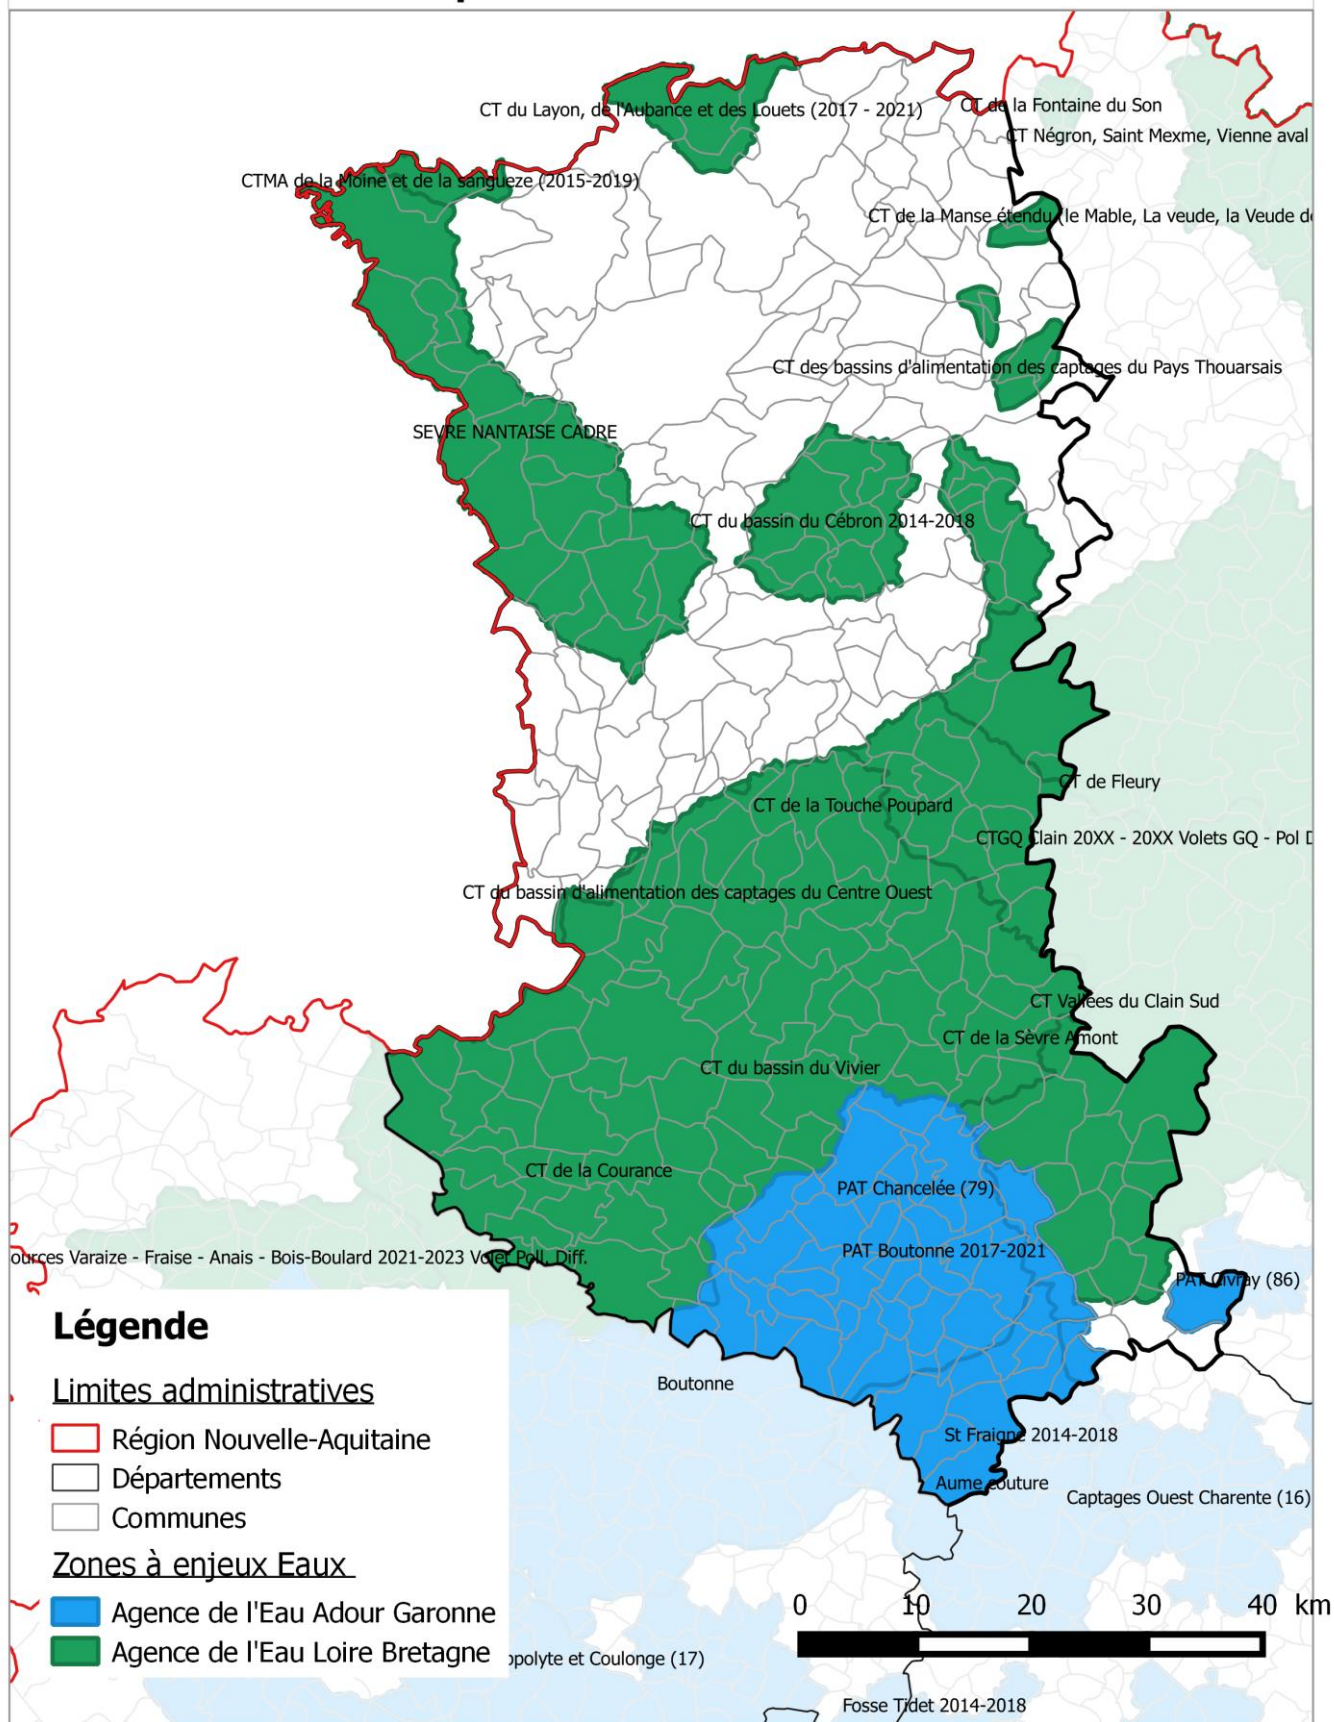 CT du Layon, de l'Aubance et des Louets (2017 - 2021)
CT de la Fontaine du Son
CT Négron, Saint Mexme, Vienne aval
CTMA de la Moine et de la sangueze (2015-2019)
CT de la Manse étendu (le Mable, La veude, la Veude de
CT des bassins d'alimentation des captages du Pays Thouarsais
SEVRE NANTAISE CADRE
CT du bassin du Cébron 2014-2018
CT de Fleury
CT de la Touche Poupard
CTGQ Clain 20XX - 20XX Volets GQ - Pol
CT du bassin d'alimentation des captages du Centre Ouest
CT Vallées du Clain Sud
CT de la Sèvre Amont
CT du bassin du Vivier
CT de la Courance
PAT Chancelée (79)
PAT Boutonne 2017-2021
ources Varaize - Fraise - Anais - Bois-Boulard 2021-2023 Volet Poll. Diff.
PAT Civray (86)
Légende
Limites administratives
Région Nouvelle-Aquitaine
Départements
Communes
Zones à enjeux Eaux
Agence de l'Eau Adour Garonne
Agence de l'Eau Loire Bretagne
Boutonne
St Fraigne 2014-2018
Aume couture
Captages Ouest Charente (16)
0 10 20 30 40 km
ppolyte et Coulonge (17)
Fosse Tidet 2014-2018